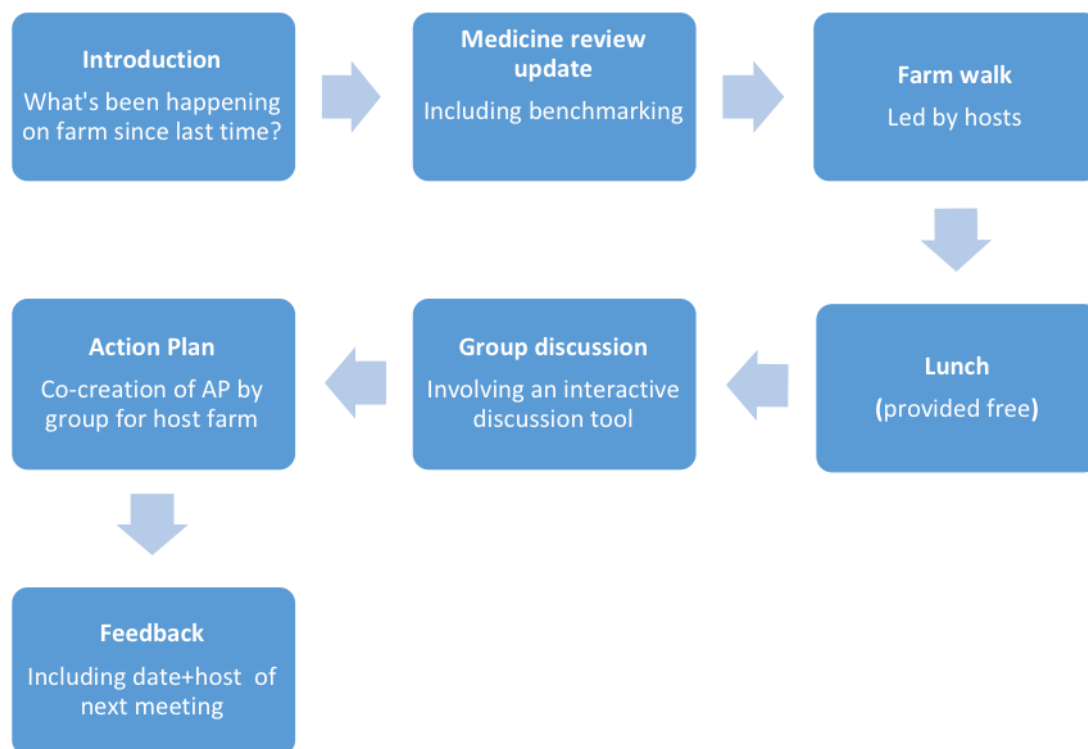 Introduction
What's been happening
on farm since last time?
Medicine review
update
Including benchmarking
Farm walk
Led by hosts
Lunch
(provided free)
Group discussion
Involving an interactive
discussion tool
Action Plan
Co-creation of AP by
group for host farm
Feedback
Including date+host of
next meeting